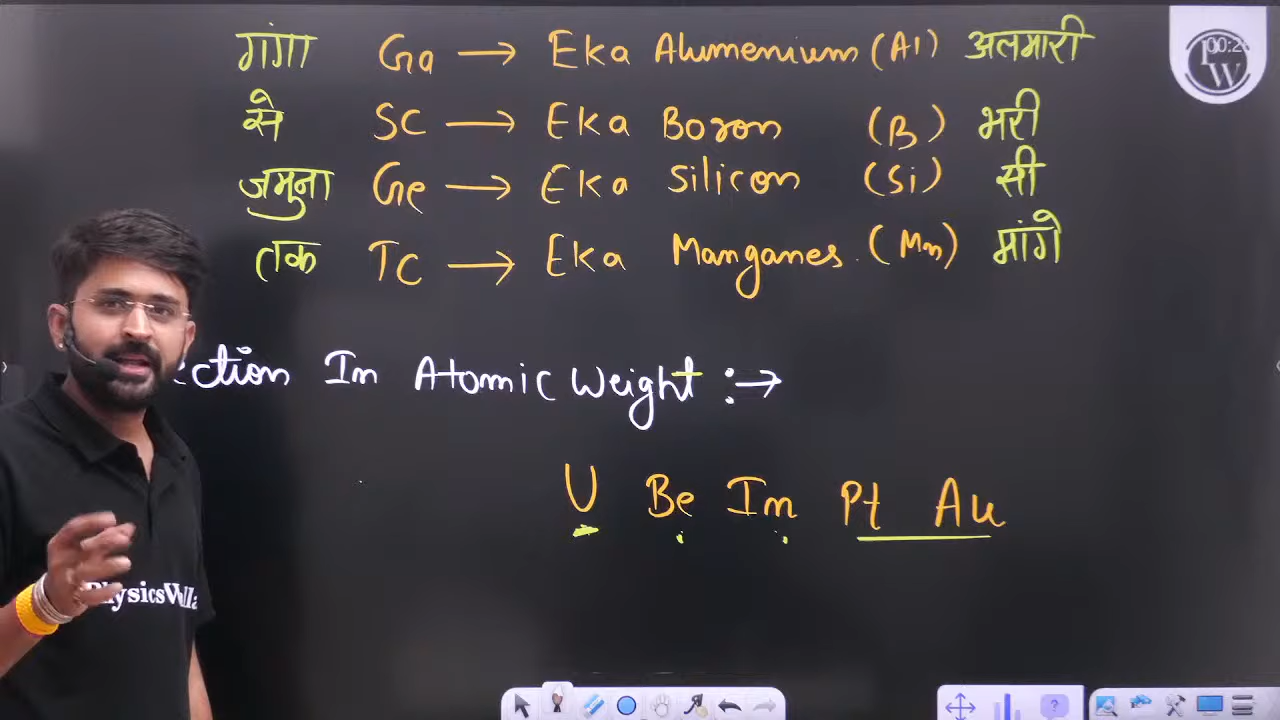 गंगा Ga → Eka Alumenium (Al) अलमारी
से Sc → Eka Boron (B) भरी
जमुना Ge → Eka Silicon (Si) सी
तक Tc → Eka Manganes. (Mn) मांगे
ction In Atomic Weight :→
U Be In Pt Au
PhysicsWalla